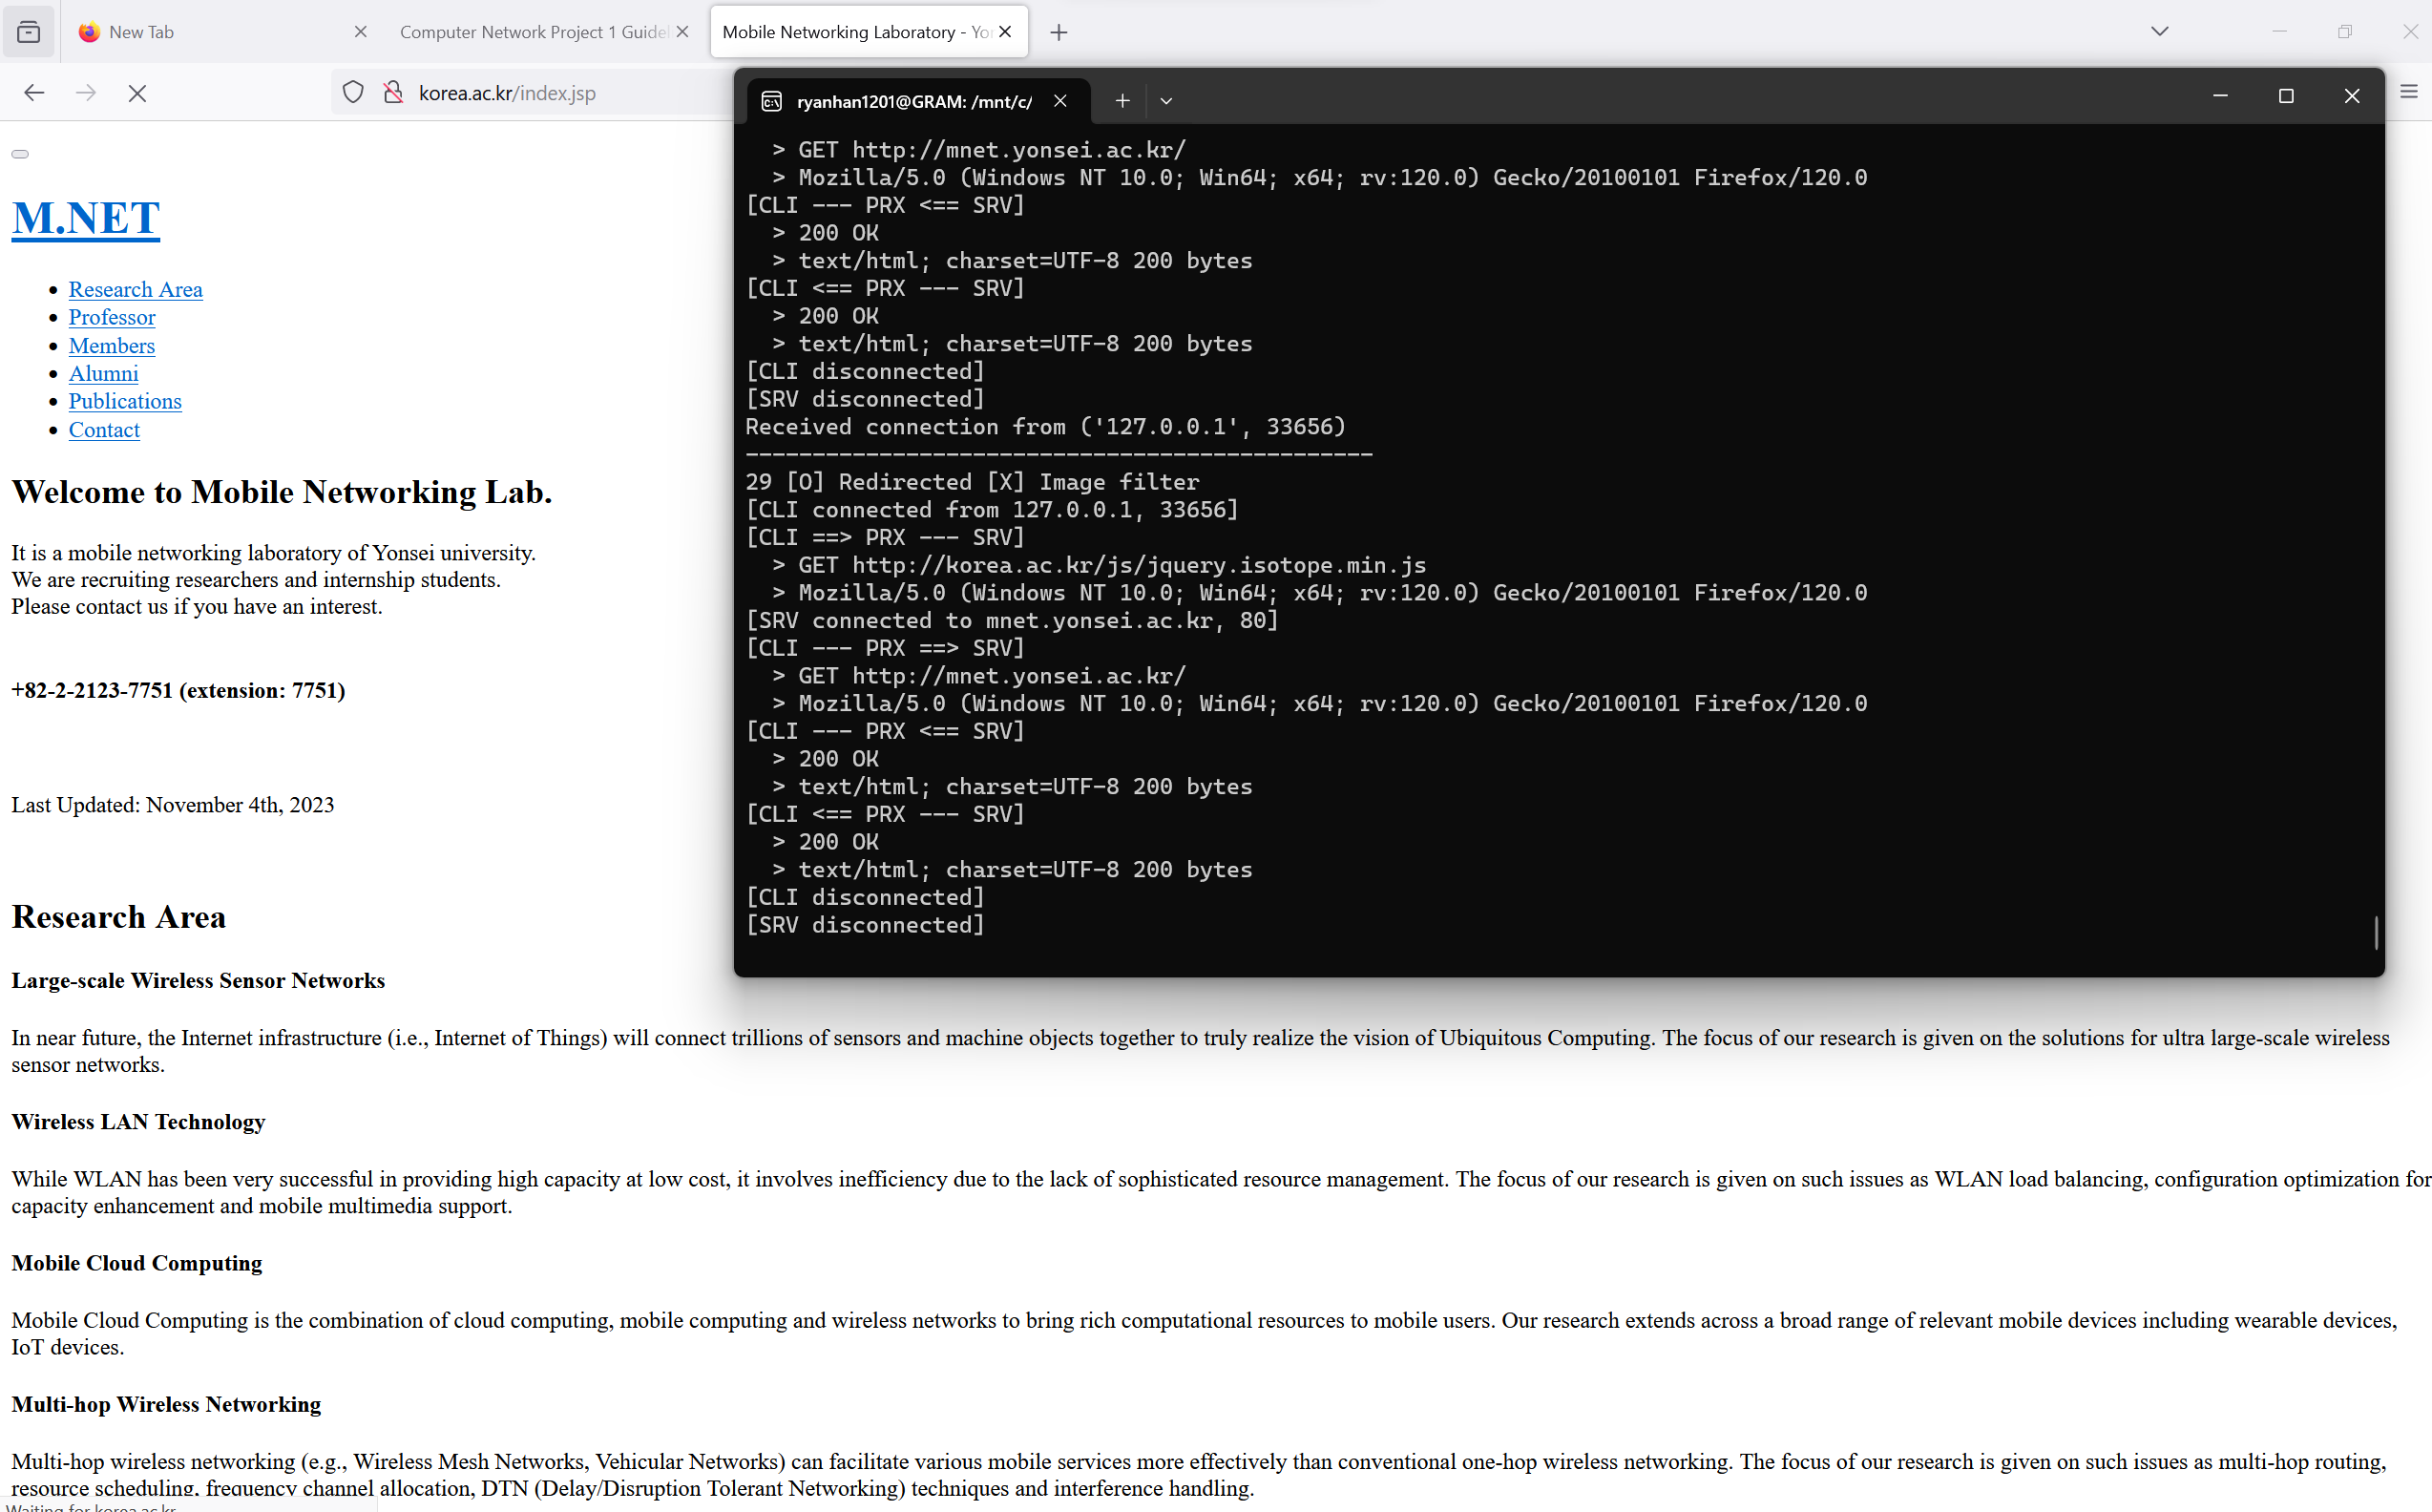 New Tab
Computer Network Project 1 Guidel
Mobile Networking Laboratory - Yo
korea.ac.kr/index.jsp
M.NET
Research Area
Professor
Members
Alumni
Publications
Contact
Welcome to Mobile Networking Lab.
It is a mobile networking laboratory of Yonsei university.
We are recruiting researchers and internship students.
Please contact us if you have an interest.
+82-2-2123-7751 (extension: 7751)
Last Updated: November 4th, 2023
Research Area
Large-scale Wireless Sensor Networks
In near future, the Internet infrastructure (i.e., Internet of Things) will connect trillions of sensors and machine objects together to truly realize the vision of Ubiquitous Computing. The focus of our research is given on the solutions for ultra large-scale wireless
sensor networks.
Wireless LAN Technology
While WLAN has been very successful in providing high capacity at low cost, it involves inefficiency due to the lack of sophisticated resource management. The focus of our research is given on such issues as WLAN load balancing, configuration optimization for
capacity enhancement and mobile multimedia support.
Mobile Cloud Computing
Mobile Cloud Computing is the combination of cloud computing, mobile computing and wireless networks to bring rich computational resources to mobile users. Our research extends across a broad range of relevant mobile devices including wearable devices,
IoT devices.
Multi-hop Wireless Networking
Multi-hop wireless networking (e.g., Wireless Mesh Networks, Vehicular Networks) can facilitate various mobile services more effectively than conventional one-hop wireless networking. The focus of our research is given on such issues as multi-hop routing,
resource scheduling, frequency channel allocation, DTN (Delay/Disruption Tolerant Networking) techniques and interference handling.
Waiting for korea.ac.kr
ryanhan1201@GRAM: /mnt/c/
> GET http://mnet.yonsei.ac.kr/
> Mozilla/5.0 (Windows NT 10.0; Win64; x64; rv:120.0) Gecko/20100101 Firefox/120.0
[CLI --- PRX <== SRV]
> 200 OK
> text/html; charset=UTF-8 200 bytes
[CLI <== PRX --- SRV]
> 200 OK
> text/html; charset=UTF-8 200 bytes
[CLI disconnected]
[SRV disconnected]
Received connection from ('127.0.0.1', 33656)
-----------------------------------------------
29 [O] Redirected [X] Image filter
[CLI connected from 127.0.0.1, 33656]
[CLI ==> PRX --- SRV]
> GET http://korea.ac.kr/js/jquery.isotope.min.js
> Mozilla/5.0 (Windows NT 10.0; Win64; x64; rv:120.0) Gecko/20100101 Firefox/120.0
[SRV connected to mnet.yonsei.ac.kr, 80]
[CLI --- PRX ==> SRV]
> GET http://mnet.yonsei.ac.kr/
> Mozilla/5.0 (Windows NT 10.0; Win64; x64; rv:120.0) Gecko/20100101 Firefox/120.0
[CLI --- PRX <== SRV]
> 200 OK
> text/html; charset=UTF-8 200 bytes
[CLI <== PRX --- SRV]
> 200 OK
> text/html; charset=UTF-8 200 bytes
[CLI disconnected]
[SRV disconnected]